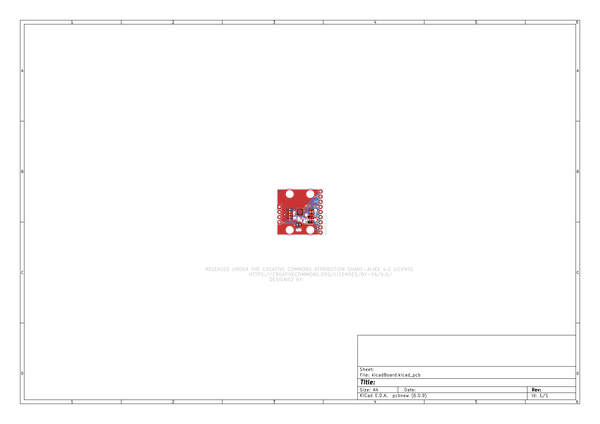 1 2 3 4 5 6
A A
B B
RELEASED UNDER THE CREATIVE COMMONS ATTRIBUTION SHARE-ALIKE 4.0 LICENSE
C C
HTTPS://CREATIVECOMMONS.ORG/LICENSES/BY-SA/4.0/
DESIGNED BY:
Sheet:
File: kicadBoard.kicad_pcb
D D
Title:
Size: A4 Date: Rev:
KiCad E.D.A. pcbnew (6.0.9) Id: 1/1
1 2 3 4 5 6